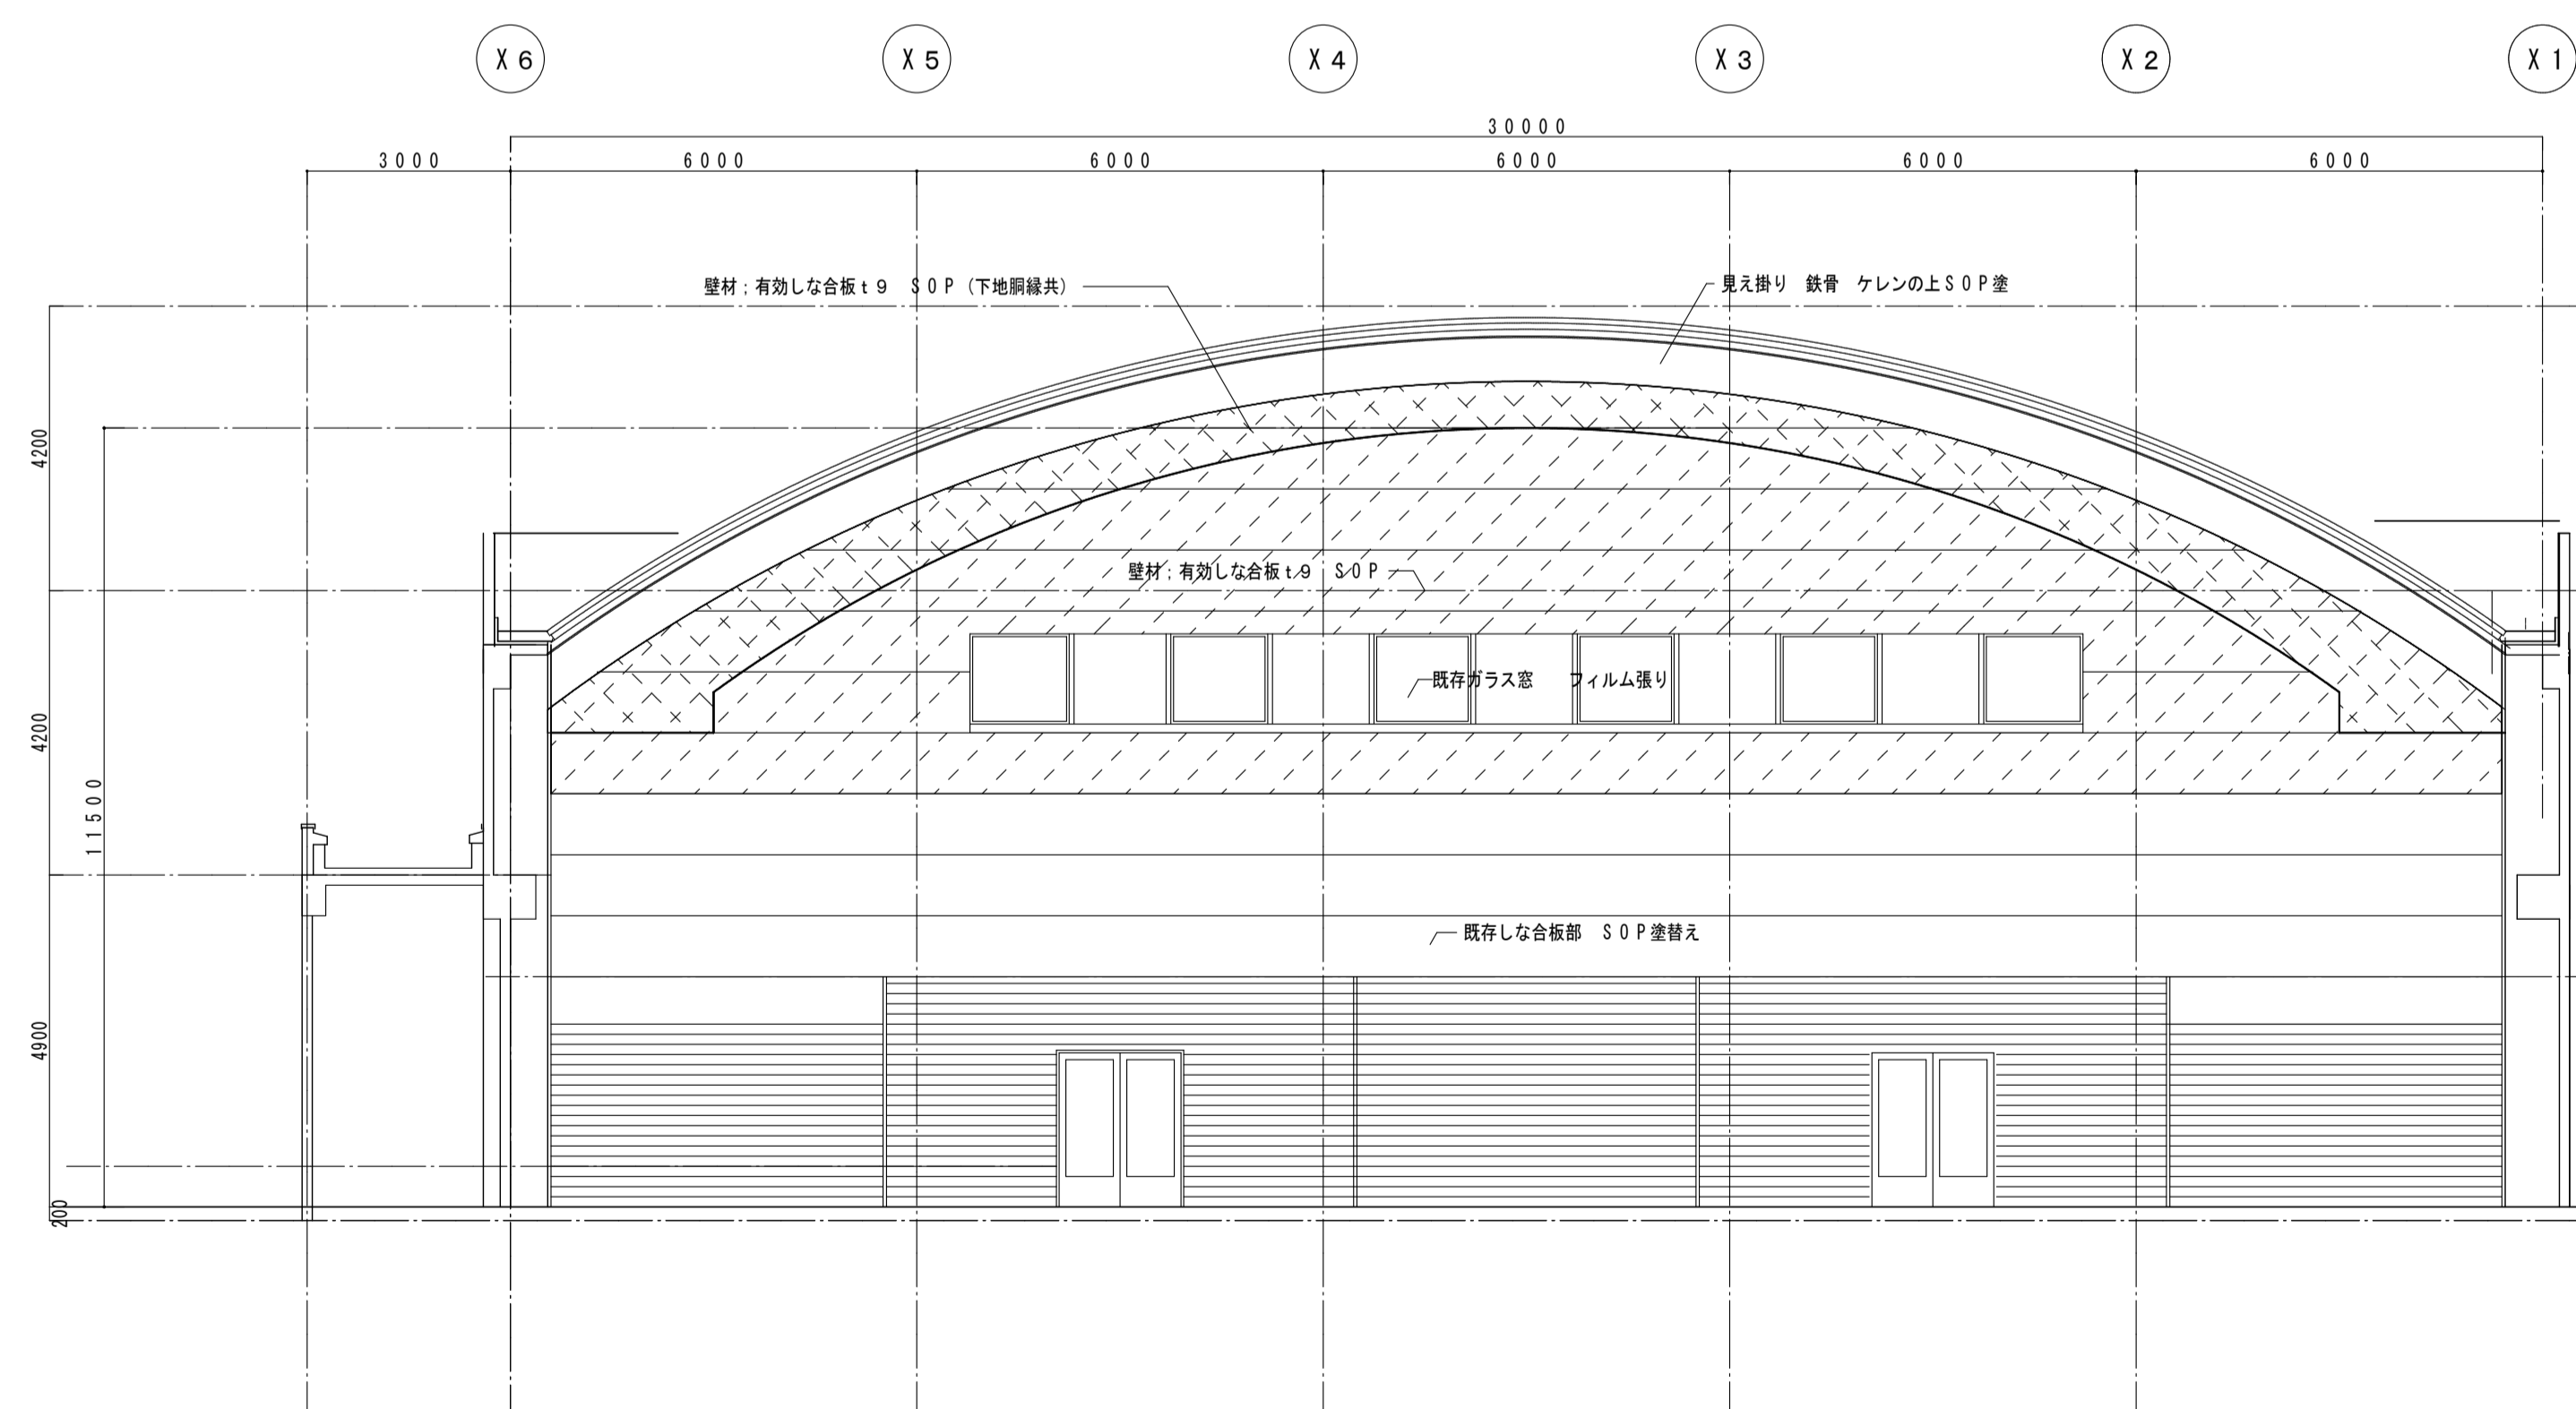 X6 X5 X4 X3 X2 X1
30000
3000 6000 6000 6000 6000 6000
壁材；有効しな合板t9　SOP（下地胴縁共）
見え掛り　鉄骨　ケレンの上SOP塗
4200
壁材；有効しな合板t9　SOP
既存ガラス窓　フィルム張り
4200
11500
既存しな合板部　SOP塗替え
4900
200